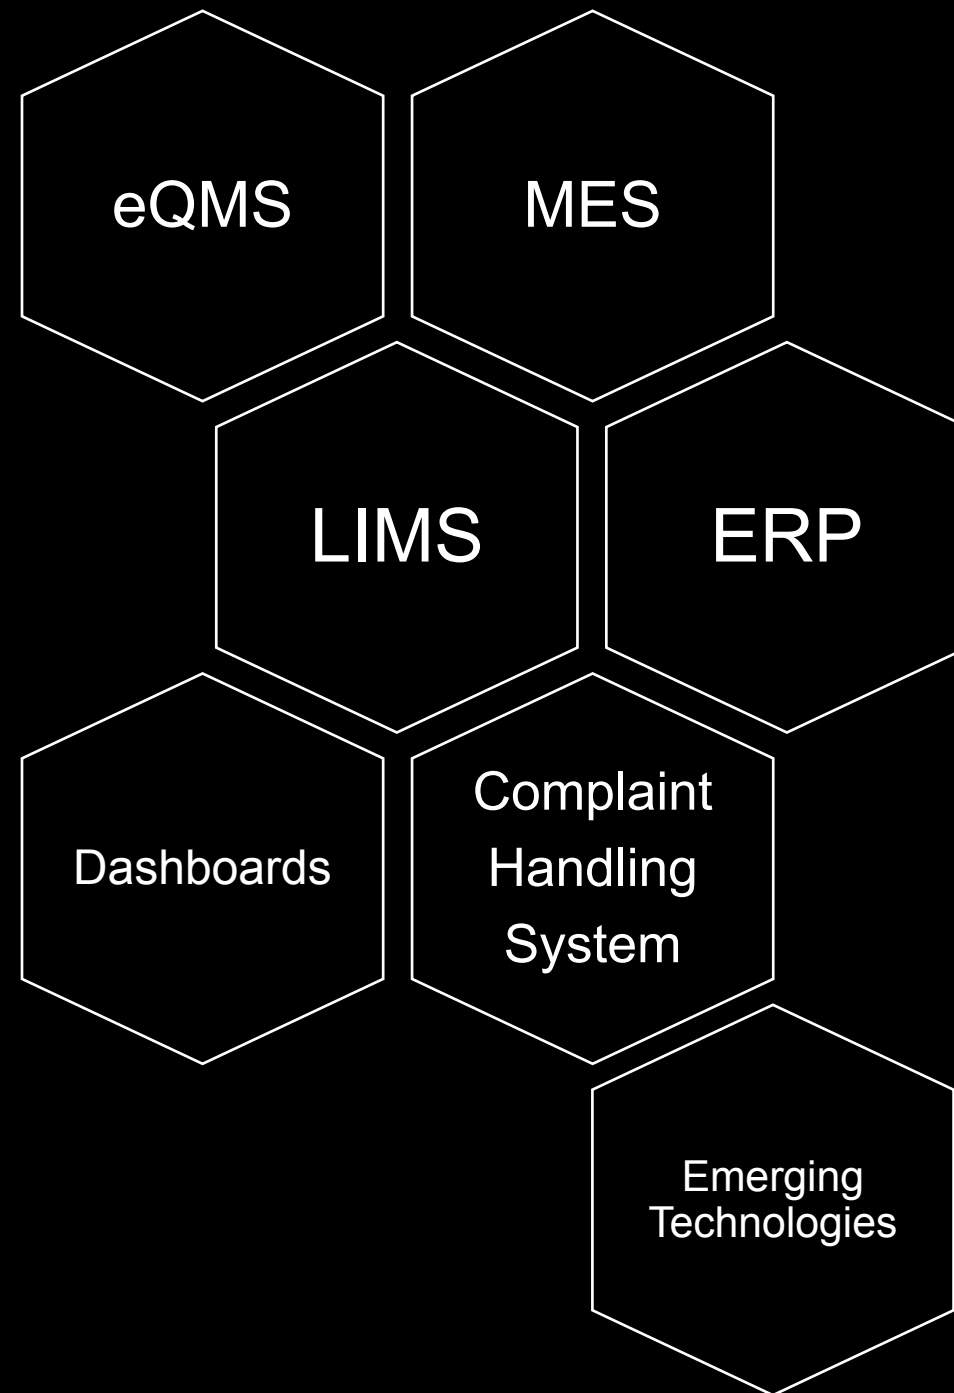 eQMS
MES
LIMS
ERP
Dashboards
Complaint
Handling
System
Emerging
Technologies